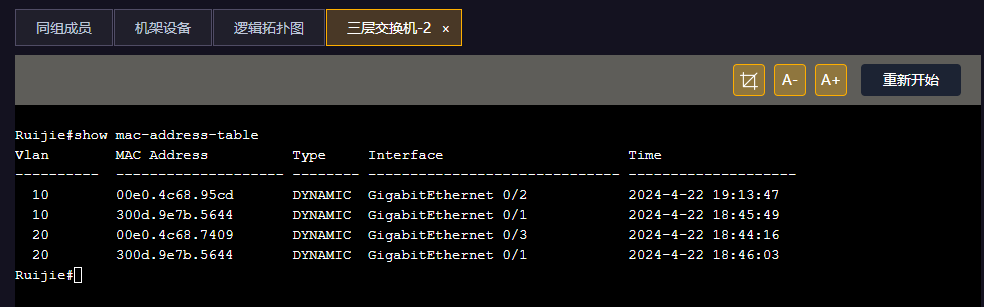 同组成员 机架设备 逻辑拓扑图 三层交换机-2 ×
A- A+ 重新开始
Ruijie#show mac-address-table
Vlan MAC Address Type Interface Time
---------- -------------------- -------- ------------------------------ --------------------
10 00e0.4c68.95cd DYNAMIC GigabitEthernet 0/2 2024-4-22 19:13:47
10 300d.9e7b.5644 DYNAMIC GigabitEthernet 0/1 2024-4-22 18:45:49
20 00e0.4c68.7409 DYNAMIC GigabitEthernet 0/3 2024-4-22 18:44:16
20 300d.9e7b.5644 DYNAMIC GigabitEthernet 0/1 2024-4-22 18:46:03
Ruijie#